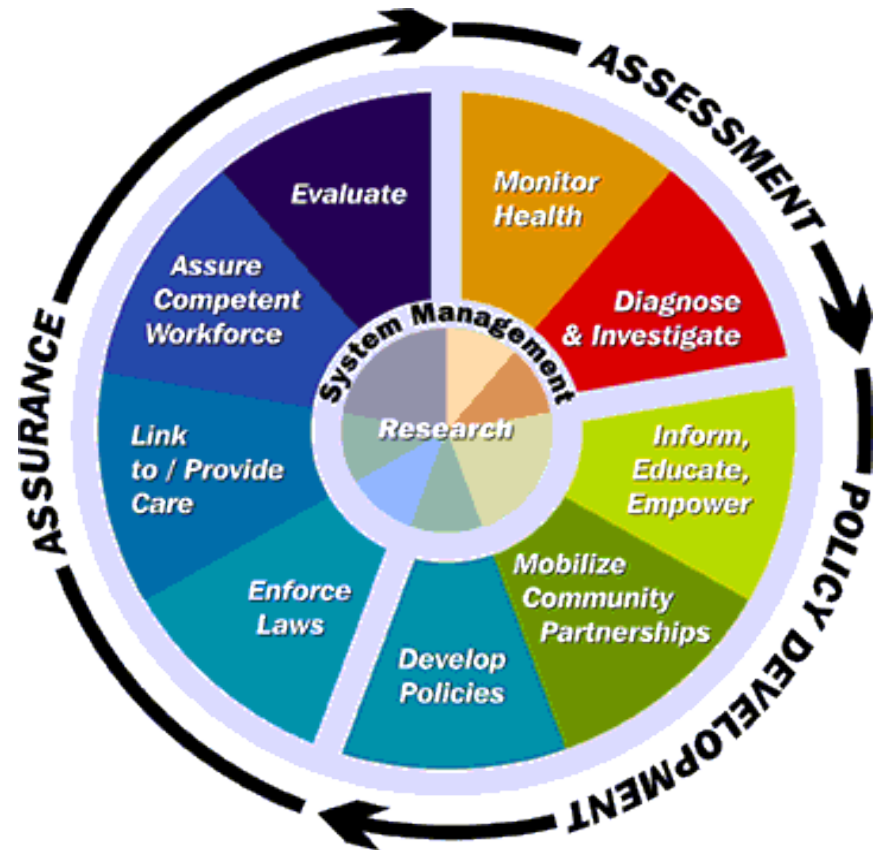 ASSESSMENT
POLICY DEVELOPMENT
ASSURANCE
Monitor
Health
Diagnose
& Investigate
Inform,
Educate,
Empower
Mobilize
Community
Partnerships
Develop
Policies
Enforce
Laws
Link
to / Provide
Care
Assure
Competent
Workforce
Evaluate
System Management
Research